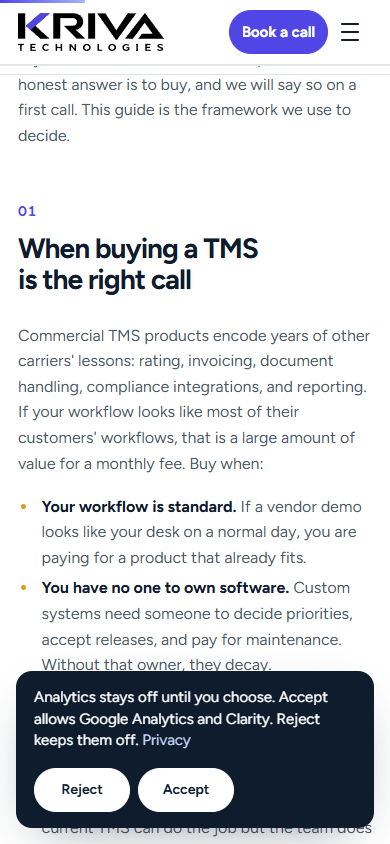 KRIVA
TECHNOLOGIES
Book a call
honest answer is to buy, and we will say so on a
first call. This guide is the framework we use to
decide.
01
When buying a TMS
is the right call
Commercial TMS products encode years of other
carriers' lessons: rating, invoicing, document
handling, compliance integrations, and reporting.
If your workflow looks like most of their
customers' workflows, that is a large amount of
value for a monthly fee. Buy when:
• Your workflow is standard. If a vendor demo
looks like your desk on a normal day, you are
paying for a product that already fits.
• You have no one to own software. Custom
systems need someone to decide priorities,
accept releases, and pay for maintenance.
Without that owner, they decay.
Analytics stays off until you choose. Accept
allows Google Analytics and Clarity. Reject
keeps them off. Privacy
Reject
Accept
current TMS can do the job but the team does